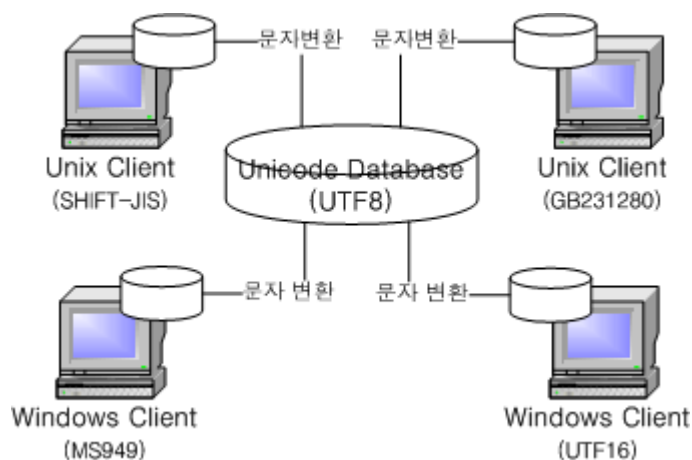 문자변환
문자변환
Unix Client
(SHIFT-JIS)
Unicode Database
(UTF8)
Unix Client
(GB231280)
문자 변환
문자 변환
Windows Client
(MS949)
Windows Client
(UTF16)